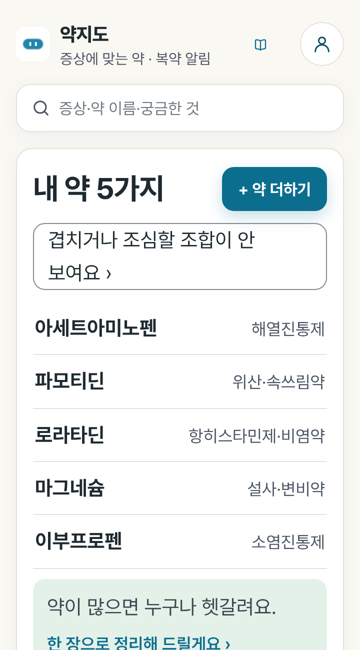 약지도
증상에 맞는 약 · 복약 알림
증상·약 이름·궁금한 것
내 약 5가지
+ 약 더하기
겹치거나 조심할 조합이 안
보여요 ›
아세트아미노펜
해열진통제
파모티딘
위산·속쓰림약
로라타딘
항히스타민제·비염약
마그네슘
설사·변비약
이부프로펜
소염진통제
약이 많으면 누구나 헷갈려요.
한 장으로 정리해 드릴게요 ›